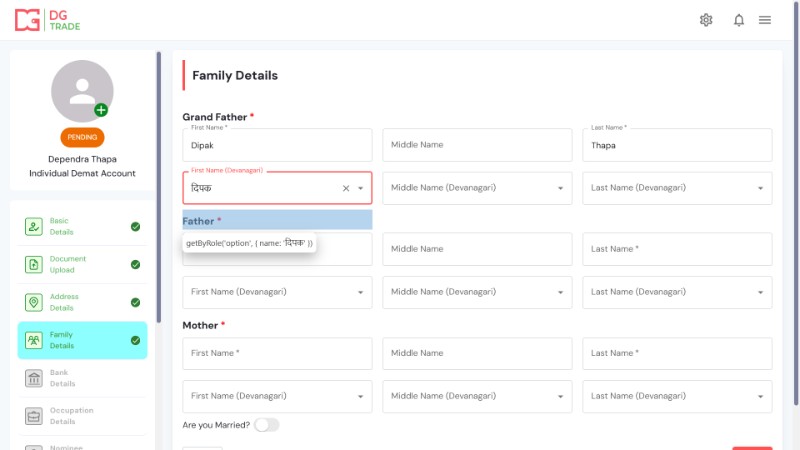 DG
TRADE
PENDING
Dependra Thapa
Individual Demat Account
Basic
Details
Document
Upload
Address
Details
Family
Details
Bank
Details
Occupation
Details
Nominee
Family Details
Grand Father *
First Name *
Dipak
Middle Name
Last Name *
Thapa
First Name (Devanagari)
दिपक
Middle Name (Devanagari)
Last Name (Devanagari)
Father *
getByRole('option', { name: 'दिपक' })
Middle Name
Last Name *
First Name (Devanagari)
Middle Name (Devanagari)
Last Name (Devanagari)
Mother *
First Name *
Middle Name
Last Name *
First Name (Devanagari)
Middle Name (Devanagari)
Last Name (Devanagari)
Are you Married?